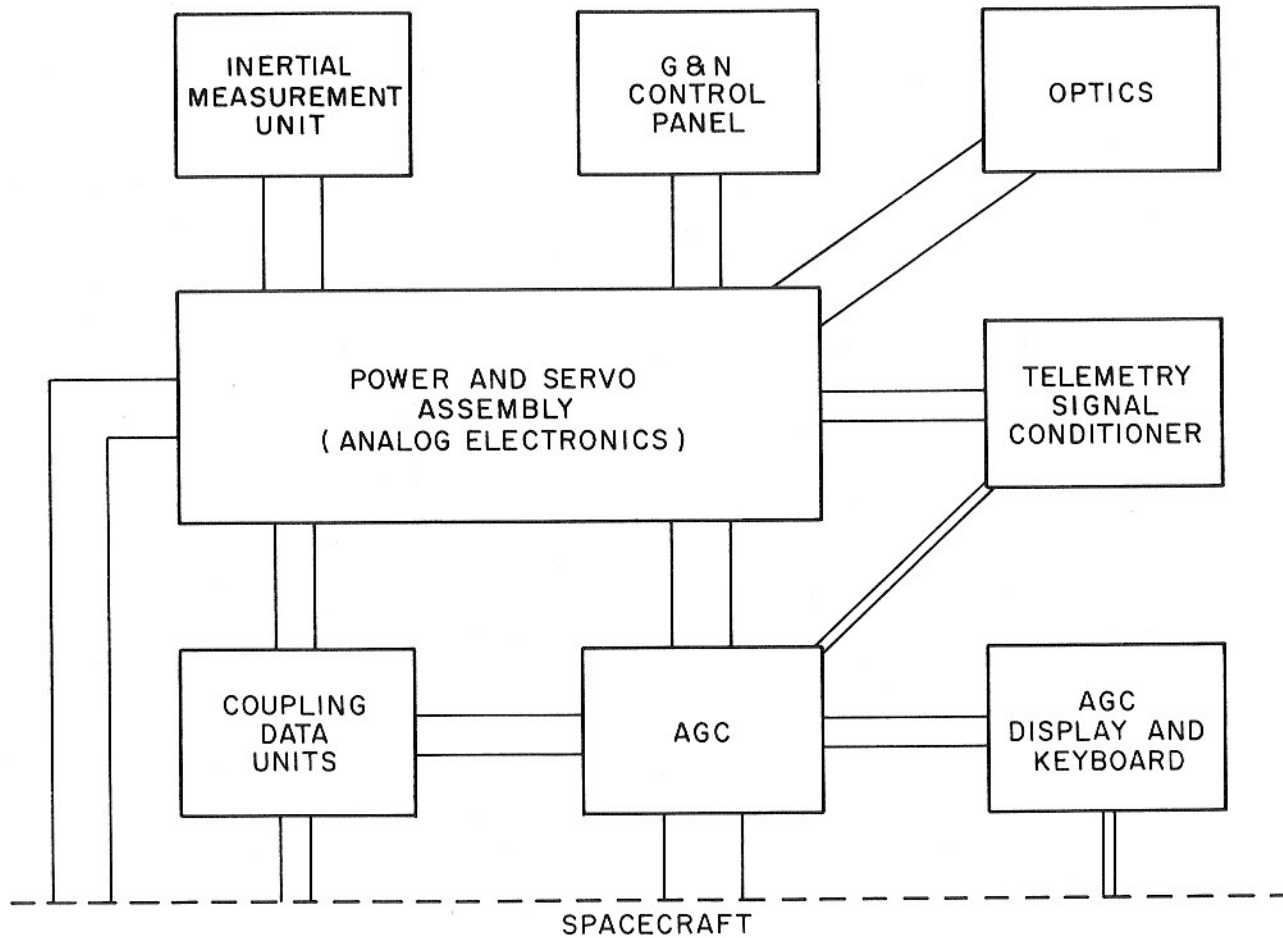 INERTIAL
MEASUREMENT
UNIT
G & N
CONTROL
PANEL
OPTICS
POWER AND SERVO
ASSEMBLY
( ANALOG ELECTRONICS )
TELEMETRY
SIGNAL
CONDITIONER
COUPLING
DATA
UNITS
AGC
AGC
DISPLAY AND
KEYBOARD
SPACECRAFT